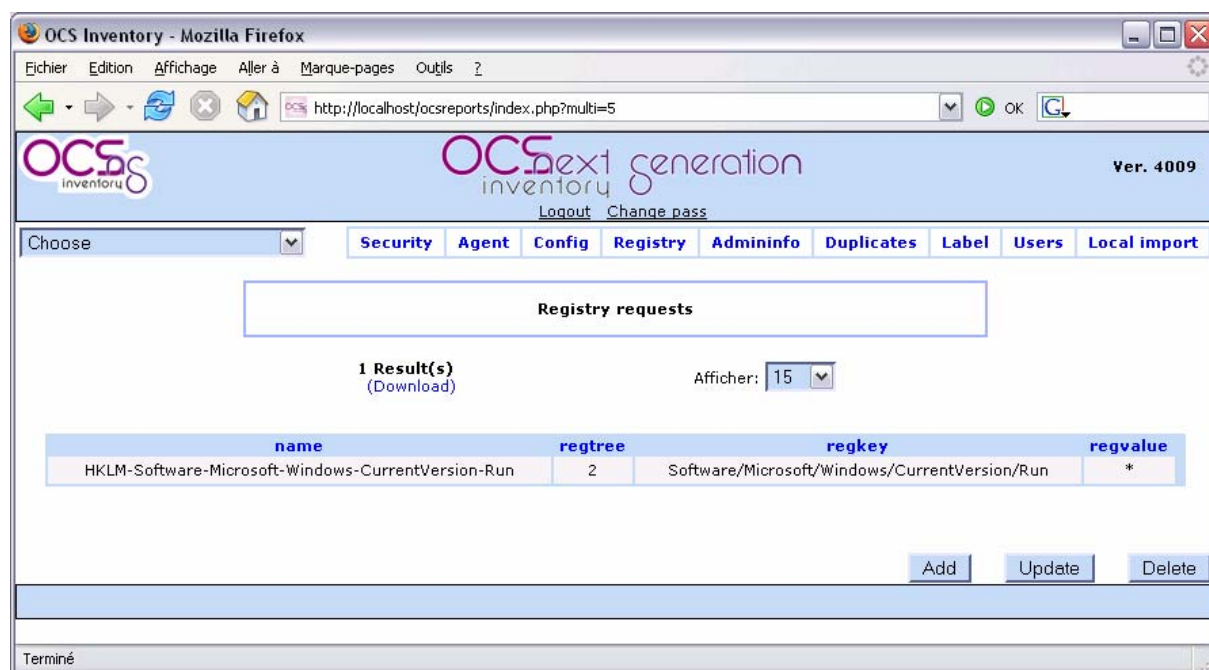 OCS Inventory - Mozilla Firefox
Fichier Edition Affichage Aller à Marque-pages Outils ?
http://localhost/ocsreports/index.php?multi=5 OK G
OCS ng inventory
OCS inventory next generation
Ver. 4009
Logout Change pass
Choose Security Agent Config Registry Admininfo Duplicates Label Users Local import
Registry requests
1 Result(s) Afficher: 15
(Download)
name regtree regkey regvalue
HKLM-Software-Microsoft-Windows-CurrentVersion-Run 2 Software/Microsoft/Windows/CurrentVersion/Run *
Add Update Delete
Terminé